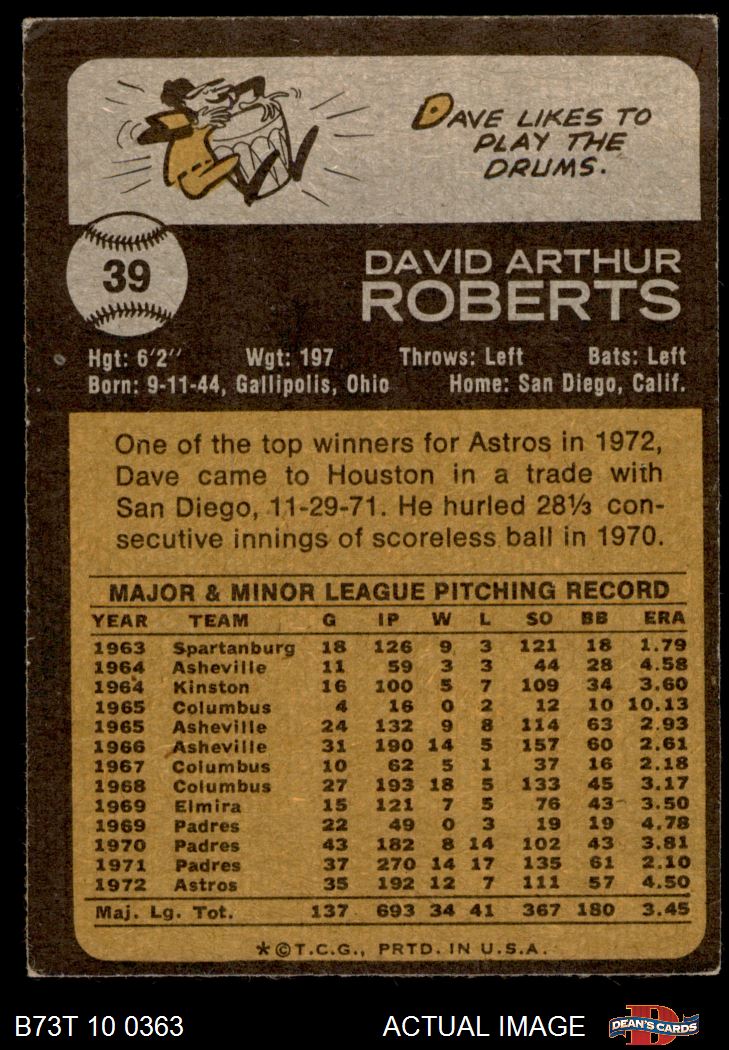 DAVE LIKES TO
PLAY THE
DRUMS.
39
DAVID ARTHUR
ROBERTS
Hgt: 6'2" Wgt: 197 Throws: Left Bats: Left
Born: 9-11-44, Gallipolis, Ohio Home: San Diego, Calif.
One of the top winners for Astros in 1972,
Dave came to Houston in a trade with
San Diego, 11-29-71. He hurled 28⅓ con-
secutive innings of scoreless ball in 1970.
MAJOR & MINOR LEAGUE PITCHING RECORD
YEAR TEAM G IP W L SO BB ERA
1963 Spartanburg 18 126 9 3 121 18 1.79
1964 Asheville 11 59 3 3 44 28 4.58
1964 Kinston 16 100 5 7 109 34 3.60
1965 Columbus 4 16 0 2 12 10 10.13
1965 Asheville 24 132 9 8 114 63 2.93
1966 Asheville 31 190 14 5 157 60 2.61
1967 Columbus 10 62 5 1 37 16 2.18
1968 Columbus 27 193 18 5 133 45 3.17
1969 Elmira 15 121 7 5 76 43 3.50
1969 Padres 22 49 0 3 19 19 4.78
1970 Padres 43 182 8 14 102 43 3.81
1971 Padres 37 270 14 17 135 61 2.10
1972 Astros 35 192 12 7 111 57 4.50
Maj. Lg. Tot. 137 693 34 41 367 180 3.45
*©T.C.G., PRTD. IN U.S.A.
B73T 10 0363 ACTUAL IMAGE D DEAN'S CARDS